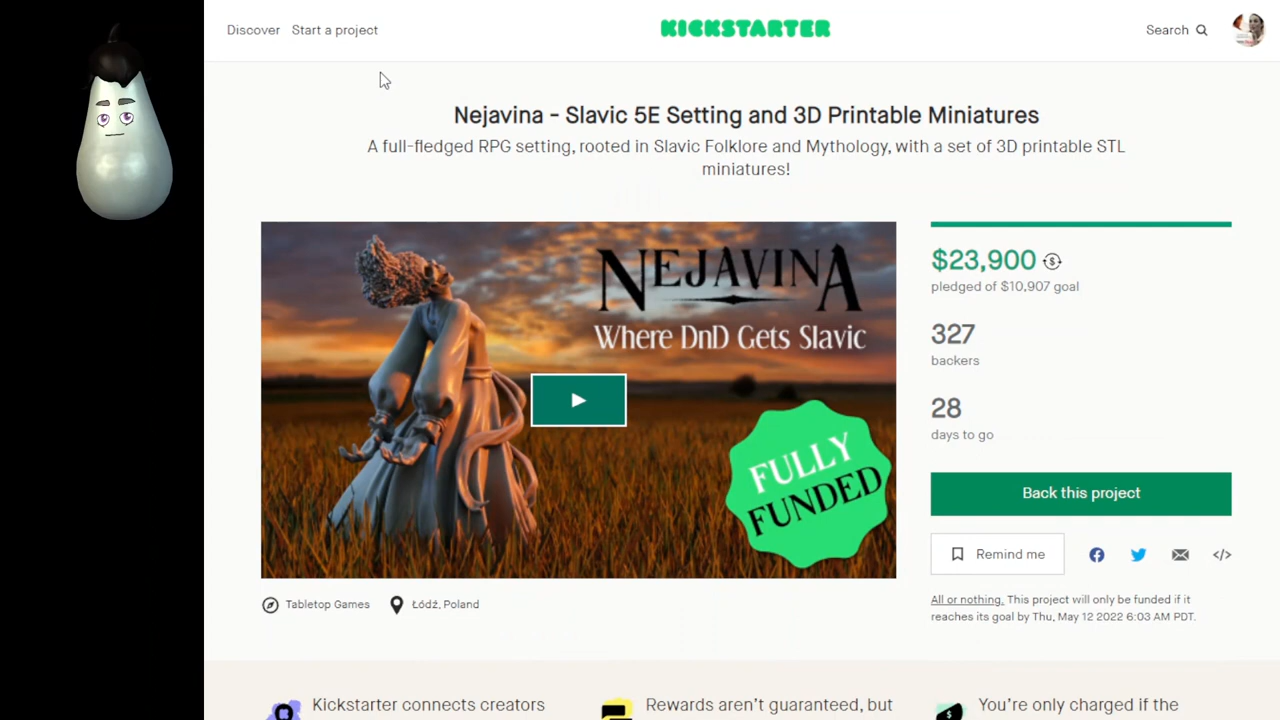 Discover Start a project KICKSTARTER Search
Nejavina - Slavic 5E Setting and 3D Printable Miniatures
A full-fledged RPG setting, rooted in Slavic Folklore and Mythology, with a set of 3D printable STL
miniatures!
NEJAVINA
Where DnD Gets Slavic
FULLY
FUNDED
$23,900
pledged of $10,907 goal
327
backers
28
days to go
Back this project
Remind me
</>
Tabletop Games Łódź, Poland
All or nothing. This project will only be funded if it
reaches its goal by Thu, May 12 2022 6:03 AM PDT.
Kickstarter connects creators
Rewards aren't guaranteed, but
You're only charged if the